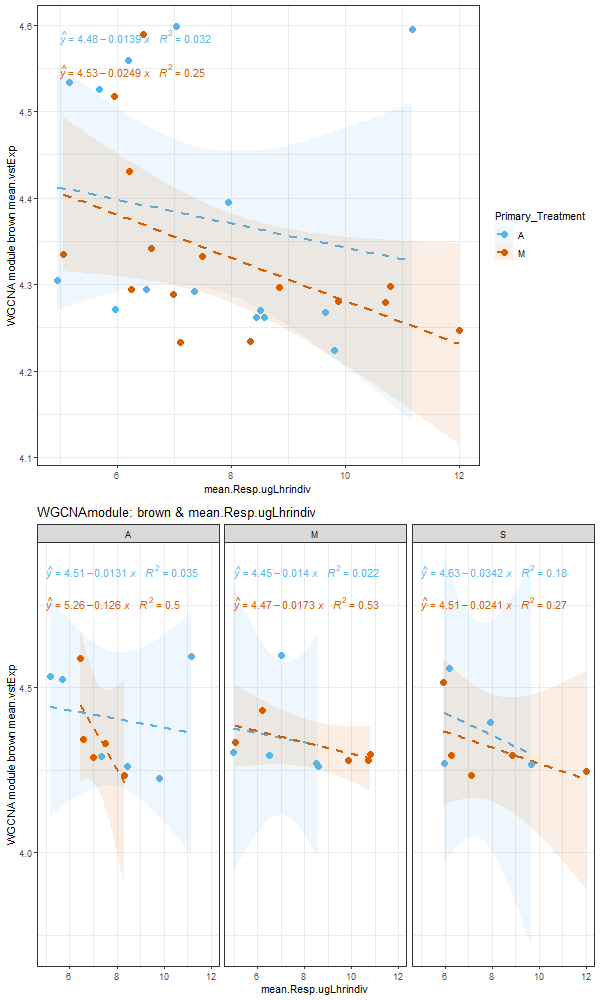 4.6
4.5
4.4
4.3
4.2
4.1
WGCNA module brown mean.vstExp
ŷ = 4.48 − 0.0139 x R² = 0.032
ŷ = 4.53 − 0.0249 x R² = 0.25
6 8 10 12
mean.Resp.ugLhrindiv
Primary_Treatment
A
M
WGCNAmodule: brown & mean.Resp.ugLhrindiv
A M S
ŷ = 4.51 − 0.0131 x R² = 0.035
ŷ = 5.26 − 0.126 x R² = 0.5
ŷ = 4.45 − 0.014 x R² = 0.022
ŷ = 4.47 − 0.0173 x R² = 0.53
ŷ = 4.63 − 0.0342 x R² = 0.18
ŷ = 4.51 − 0.0241 x R² = 0.27
4.5
4.0
WGCNA module brown mean.vstExp
6 8 10 12 6 8 10 12 6 8 10 12
mean.Resp.ugLhrindiv